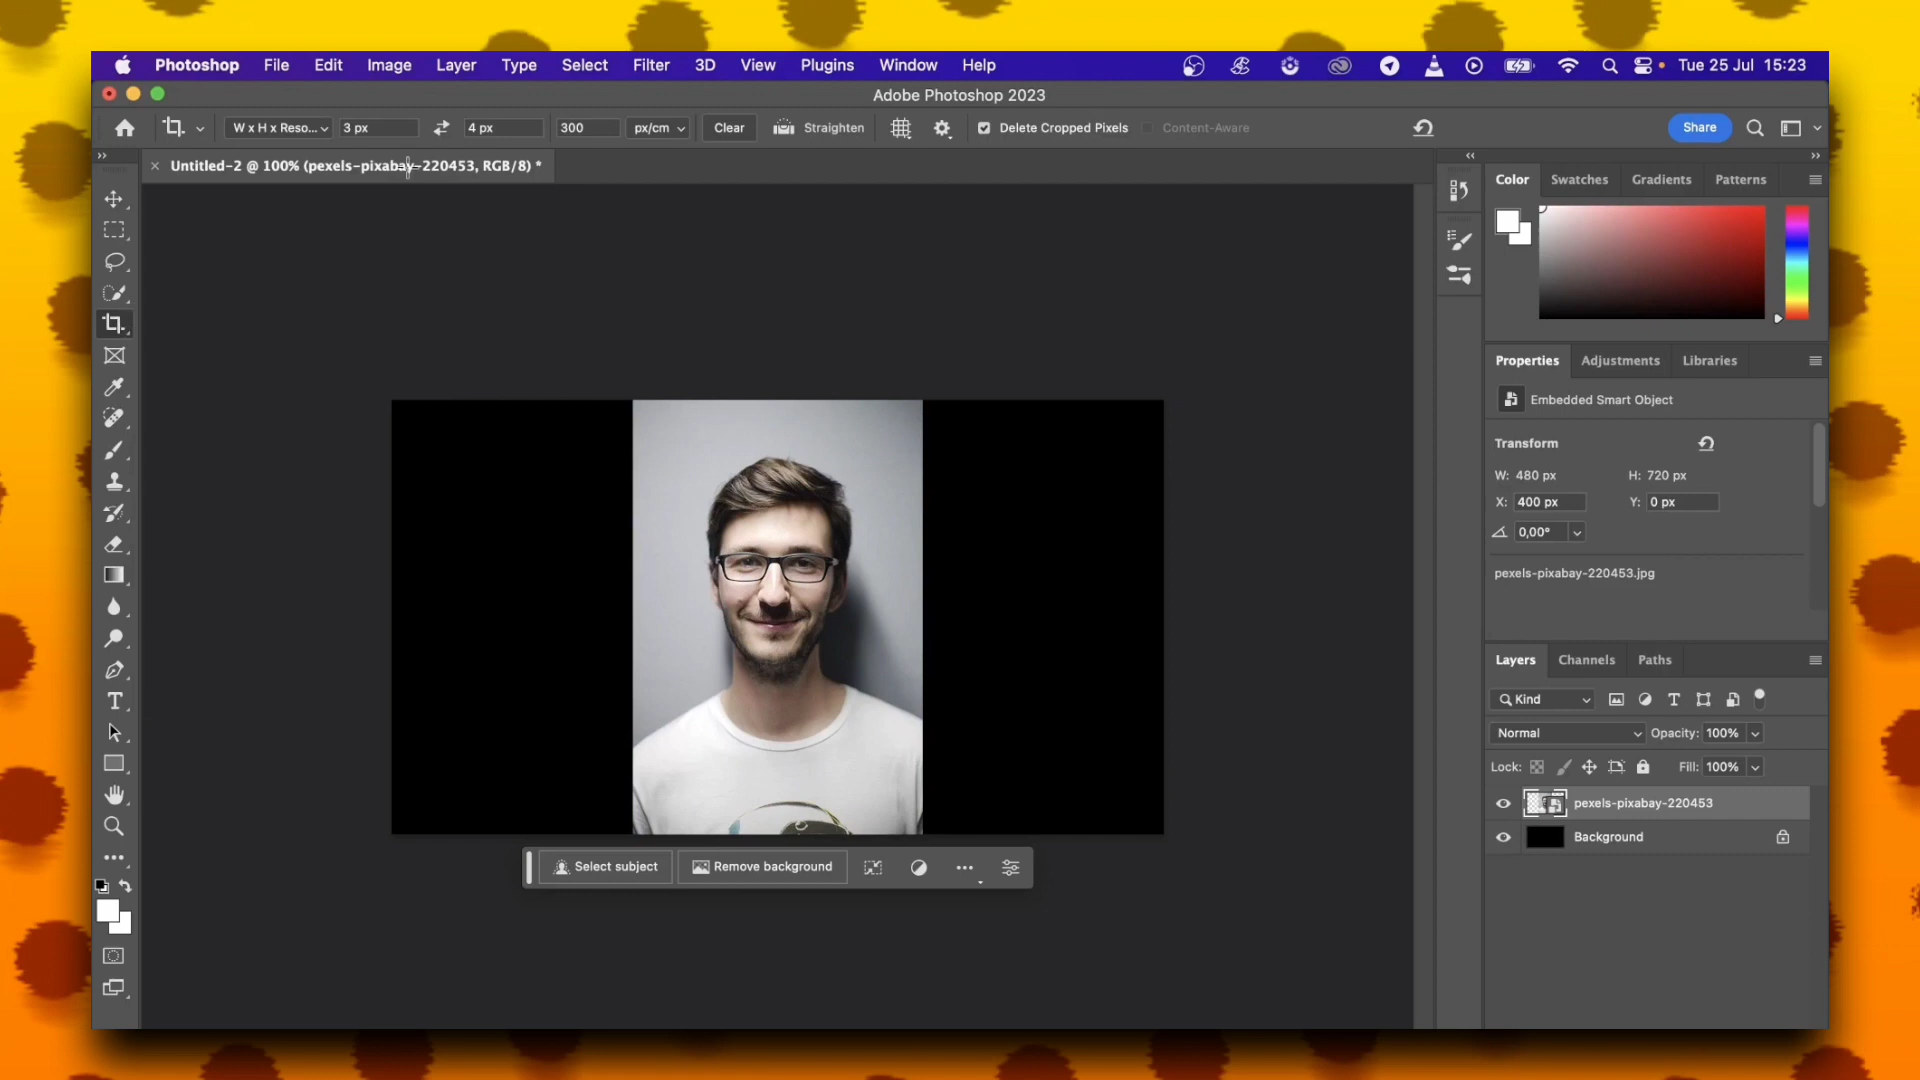 Photoshop File Edit Image Layer Type Select Filter 3D View Plugins Window Help Tue 25 Jul 15:23
Adobe Photoshop 2023
W x H x Reso... 3 px 4 px 300 px/cm Clear Straighten Delete Cropped Pixels Content-Aware Share
Untitled-2 @ 100% (pexels-pixabay-220453, RGB/8) *
Color Swatches Gradients Patterns
Properties Adjustments Libraries
Embedded Smart Object
Transform
W: 480 px H: 720 px
X: 400 px Y: 0 px
0,00°
pexels-pixabay-220453.jpg
Layers Channels Paths
Kind
Normal Opacity: 100%
Lock: Fill: 100%
pexels-pixabay-220453
Background
Select subject Remove background